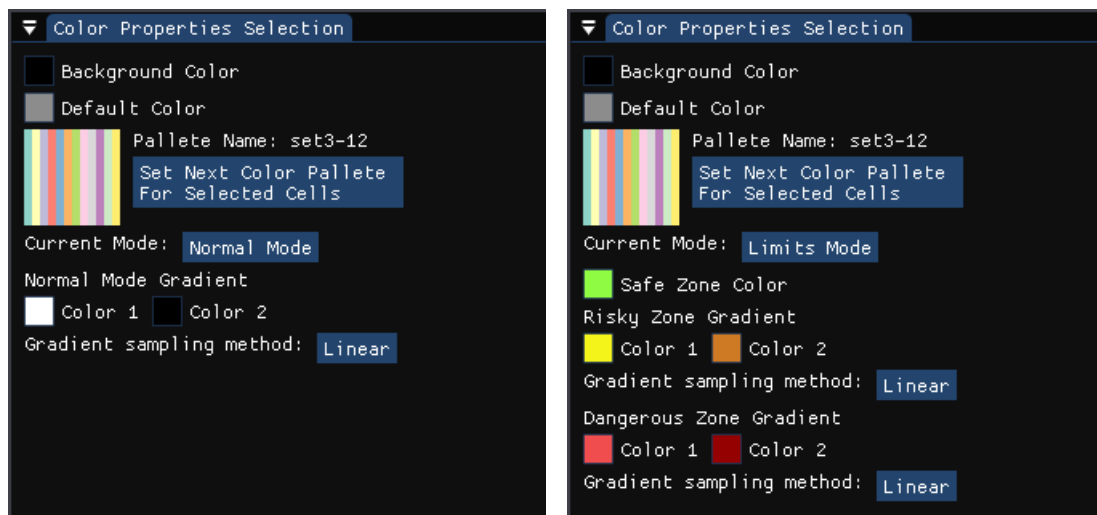 Color Properties Selection
Background Color
Default Color
Pallete Name: set3-12
Set Next Color Pallete
For Selected Cells
Current Mode: Normal Mode
Normal Mode Gradient
Color 1 Color 2
Gradient sampling method: Linear
Color Properties Selection
Background Color
Default Color
Pallete Name: set3-12
Set Next Color Pallete
For Selected Cells
Current Mode: Limits Mode
Safe Zone Color
Risky Zone Gradient
Color 1 Color 2
Gradient sampling method: Linear
Dangerous Zone Gradient
Color 1 Color 2
Gradient sampling method: Linear